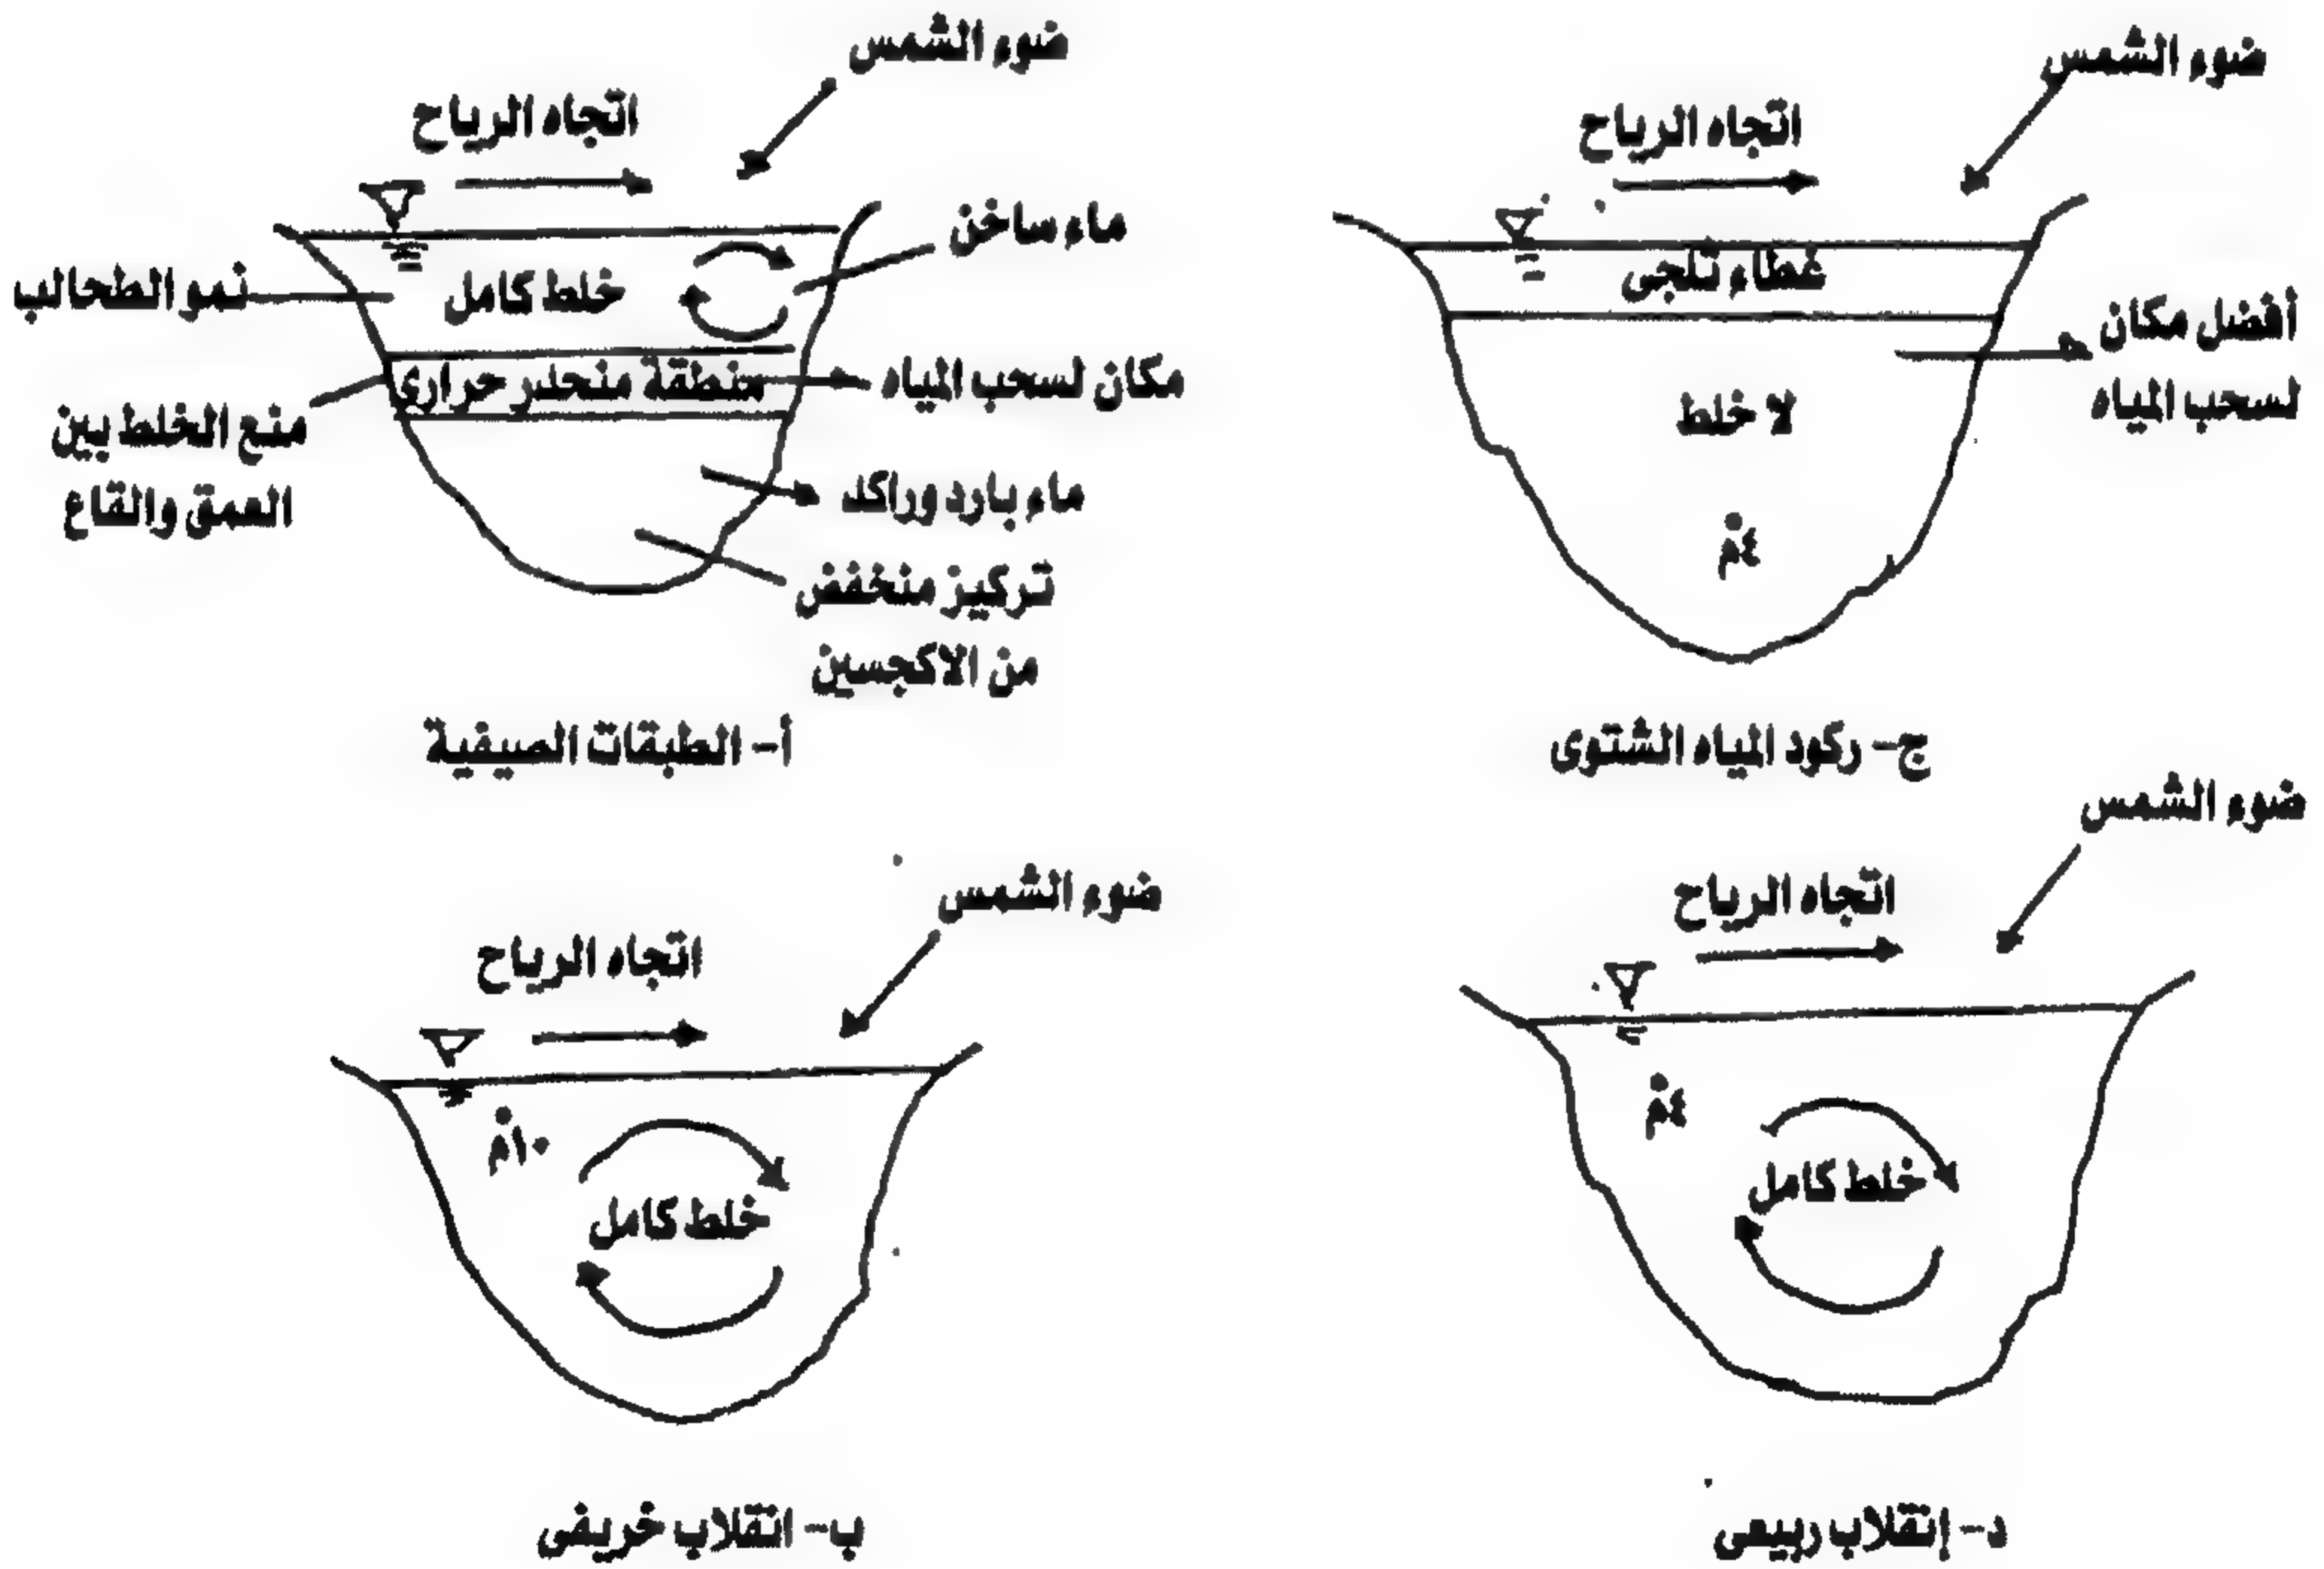 ضوء الشمس
اتجاه الرياح
ماء ساخن
نمو الطحالب
خلط كامل
منطقة منحدر حرارى
مكان لسحب المياه
منع الخلط بين
العمق والقاع
ماء بارد وراكد
تركيز منخفض
من الاكجسين
أ- الطبقات الصيفية
ضوء الشمس
اتجاه الرياح
غطاء ثلجى
أفضل مكان
لسحب المياه
لا خلط
٤مْ
ج- ركود المياه الشتوى
ضوء الشمس
اتجاه الرياح
١٠مْ
خلط كامل
ب- انقلاب خريفى
ضوء الشمس
اتجاه الرياح
٤مْ
خلط كامل
د- إنقلاب ربيعى